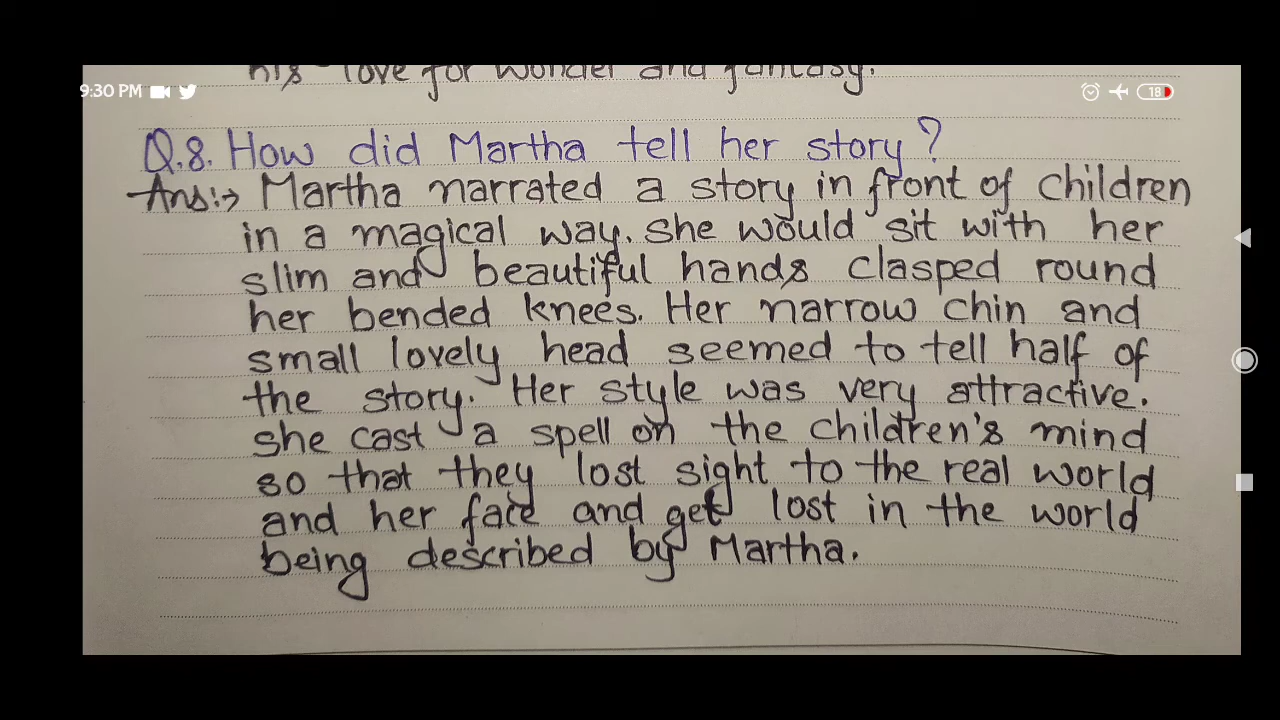 his love for wonder and fantasy.
9:30 PM
18
Q.8. How did Martha tell her story?
Ans:-> Martha narrated a story in front of children
in a magical way. she would sit with her
slim and beautiful hands clasped round
her bended knees. Her narrow chin and
small lovely head seemed to tell half of
the story. Her style was very attractive.
she cast a spell on the children's mind
so that they lost sight to the real world
and her face and get lost in the world
being described by Martha.